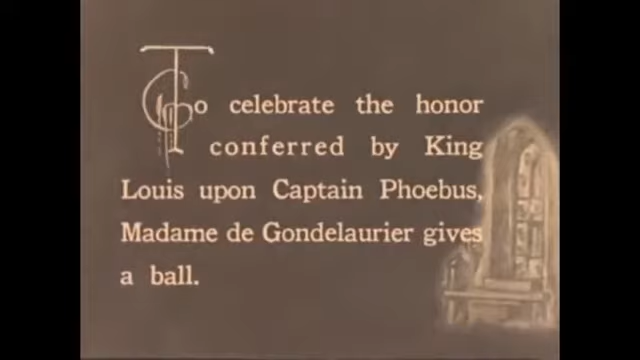 To celebrate the honor
conferred by King
Louis upon Captain Phoebus,
Madame de Gondelaurier gives
a ball.